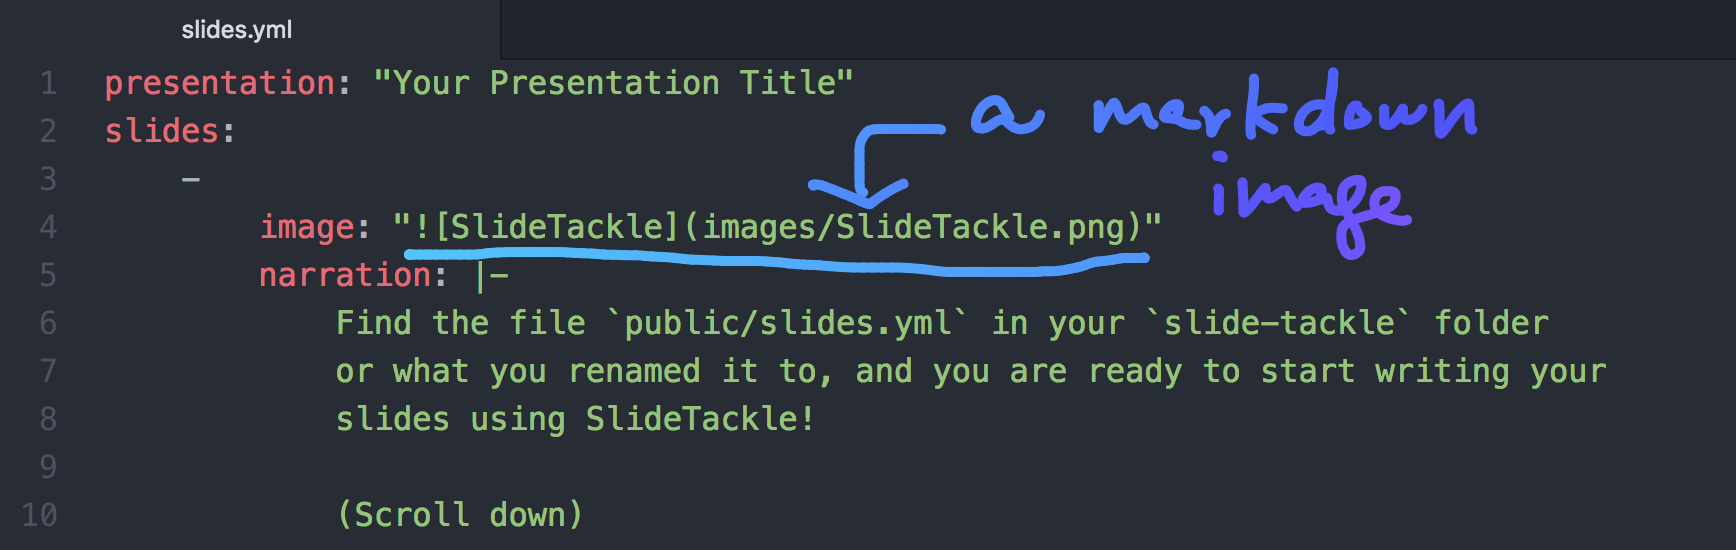 slides.yml
1 presentation: "Your Presentation Title"
2 slides:
a markdown
image
3 -
4 image: "![SlideTackle](images/SlideTackle.png)"
5 narration: |-
6 Find the file `public/slides.yml` in your `slide-tackle` folder
7 or what you renamed it to, and you are ready to start writing your
8 slides using SlideTackle!
9
10 (Scroll down)